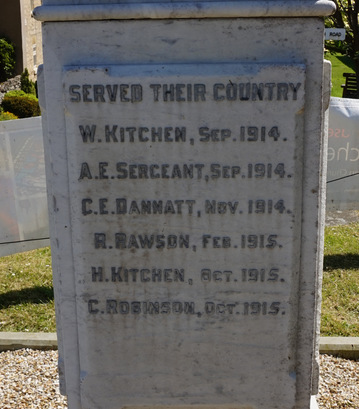 ROAD
SERVED THEIR COUNTRY
W. KITCHEN, SEP. 1914.
A.E. SERGEANT, SEP. 1914.
C.E. DANNATT, NOV. 1914.
R. RAWSON, FEB. 1915.
H. KITCHEN, OCT. 1915.
C. ROBINSON, OCT. 1915.